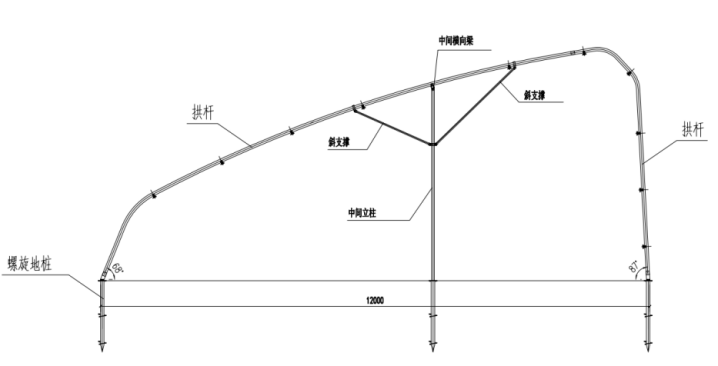 中间横向梁
斜支撑
拱杆
拱杆
斜支撑
中间立柱
螺旋地桩
68°
87°
12000